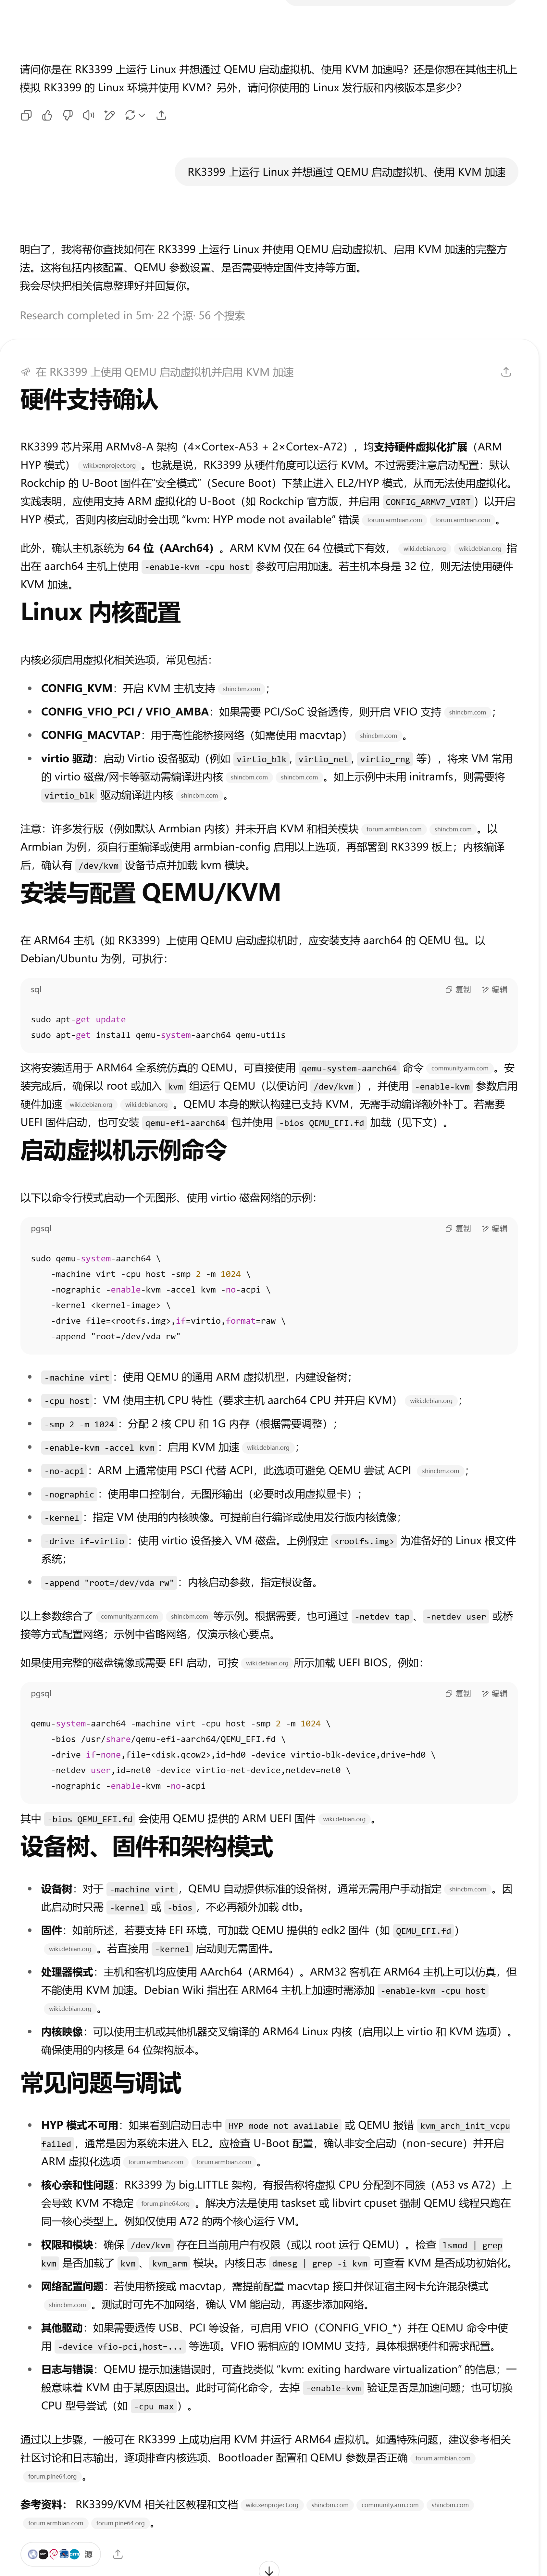 请问你是在 RK3399 上运行 Linux 并想通过 QEMU 启动虚拟机、使用 KVM 加速吗？还是你想在其他主机上
模拟 RK3399 的 Linux 环境并使用 KVM？另外，请问你使用的 Linux 发行版和内核版本是多少？
RK3399 上运行 Linux 并想通过 QEMU 启动虚拟机、使用 KVM 加速
明白了，我将帮你查找如何在 RK3399 上运行 Linux 并使用 QEMU 启动虚拟机、启用 KVM 加速的完整方
法。这将包括内核配置、QEMU 参数设置、是否需要特定固件支持等方面。
我会尽快把相关信息整理好并回复你。
Research completed in 5m· 22 个源· 56 个搜索
在 RK3399 上使用 QEMU 启动虚拟机并启用 KVM 加速
硬件支持确认
RK3399 芯片采用 ARMv8-A 架构（4×Cortex-A53 + 2×Cortex-A72），均支持硬件虚拟化扩展（ARM
HYP 模式） wiki.xenproject.org 。也就是说，RK3399 从硬件角度可以运行 KVM。不过需要注意启动配置：默认
Rockchip 的 U-Boot 固件在“安全模式”（Secure Boot）下禁止进入 EL2/HYP 模式，从而无法使用虚拟化。
实践表明，应使用支持 ARM 虚拟化的 U-Boot（如 Rockchip 官方版，并启用 CONFIG_ARMV7_VIRT ）以开启
HYP 模式，否则内核启动时会出现 “kvm: HYP mode not available” 错误 forum.armbian.com forum.armbian.com 。
此外，确认主机系统为 64 位（AArch64）。ARM KVM 仅在 64 位模式下有效， wiki.debian.org wiki.debian.org 指
出在 aarch64 主机上使用 -enable-kvm -cpu host 参数可启用加速。若主机本身是 32 位，则无法使用硬件
KVM 加速。
Linux 内核配置
内核必须启用虚拟化相关选项，常见包括：
• CONFIG_KVM：开启 KVM 主机支持 shincbm.com ；
• CONFIG_VFIO_PCI / VFIO_AMBA：如果需要 PCI/SoC 设备透传，则开启 VFIO 支持 shincbm.com ；
• CONFIG_MACVTAP：用于高性能桥接网络（如需使用 macvtap） shincbm.com 。
• virtio 驱动：启动 Virtio 设备驱动（例如 virtio_blk , virtio_net , virtio_rng 等），将来 VM 常用
的 virtio 磁盘/网卡等驱动需编译进内核 shincbm.com shincbm.com 。如上示例中未用 initramfs，则需要将
virtio_blk 驱动编译进内核 shincbm.com 。
注意：许多发行版（例如默认 Armbian 内核）并未开启 KVM 和相关模块 forum.armbian.com shincbm.com 。以
Armbian 为例，须自行重编译或使用 armbian-config 启用以上选项，再部署到 RK3399 板上；内核编译
后，确认有 /dev/kvm 设备节点并加载 kvm 模块。
安装与配置 QEMU/KVM
在 ARM64 主机（如 RK3399）上使用 QEMU 启动虚拟机时，应安装支持 aarch64 的 QEMU 包。以
Debian/Ubuntu 为例，可执行：
sql 复制 编辑
sudo apt-get update
sudo apt-get install qemu-system-aarch64 qemu-utils
这将安装适用于 ARM64 全系统仿真的 QEMU，可直接使用 qemu-system-aarch64 命令 community.arm.com 。安
装完成后，确保以 root 或加入 kvm 组运行 QEMU（以便访问 /dev/kvm ），并使用 -enable-kvm 参数启用
硬件加速 wiki.debian.org wiki.debian.org 。QEMU 本身的默认构建已支持 KVM，无需手动编译额外补丁。若需要
UEFI 固件启动，也可安装 qemu-efi-aarch64 包并使用 -bios QEMU_EFI.fd 加载（见下文）。
启动虚拟机示例命令
以下以命令行模式启动一个无图形、使用 virtio 磁盘网络的示例：
pgsql 复制 编辑
sudo qemu-system-aarch64 \
-machine virt -cpu host -smp 2 -m 1024 \
-nographic -enable-kvm -accel kvm -no-acpi \
-kernel <kernel-image> \
-drive file=<rootfs.img>,if=virtio,format=raw \
-append "root=/dev/vda rw"
• -machine virt ：使用 QEMU 的通用 ARM 虚拟机型，内建设备树；
• -cpu host ：VM 使用主机 CPU 特性（要求主机 aarch64 CPU 并开启 KVM） wiki.debian.org ；
• -smp 2 -m 1024 ：分配 2 核 CPU 和 1G 内存（根据需要调整）；
• -enable-kvm -accel kvm ：启用 KVM 加速 wiki.debian.org ；
• -no-acpi ：ARM 上通常使用 PSCI 代替 ACPI，此选项可避免 QEMU 尝试 ACPI shincbm.com ；
• -nographic ：使用串口控制台，无图形输出（必要时改用虚拟显卡）；
• -kernel ：指定 VM 使用的内核映像。可提前自行编译或使用发行版内核镜像；
• -drive if=virtio ：使用 virtio 设备接入 VM 磁盘。上例假定 <rootfs.img> 为准备好的 Linux 根文件
系统；
• -append "root=/dev/vda rw" ：内核启动参数，指定根设备。
以上参数综合了 community.arm.com shincbm.com 等示例。根据需要，也可通过 -netdev tap 、 -netdev user 或桥
接等方式配置网络；示例中省略网络，仅演示核心要点。
如果使用完整的磁盘镜像或需要 EFI 启动，可按 wiki.debian.org 所示加载 UEFI BIOS，例如：
pgsql 复制 编辑
qemu-system-aarch64 -machine virt -cpu host -smp 2 -m 1024 \
-bios /usr/share/qemu-efi-aarch64/QEMU_EFI.fd \
-drive if=none,file=<disk.qcow2>,id=hd0 -device virtio-blk-device,drive=hd0 \
-netdev user,id=net0 -device virtio-net-device,netdev=net0 \
-nographic -enable-kvm -no-acpi
其中 -bios QEMU_EFI.fd 会使用 QEMU 提供的 ARM UEFI 固件 wiki.debian.org 。
设备树、固件和架构模式
• 设备树：对于 -machine virt ，QEMU 自动提供标准的设备树，通常无需用户手动指定 shincbm.com 。因
此启动时只需 -kernel 或 -bios ，不必再额外加载 dtb。
• 固件：如前所述，若要支持 EFI 环境，可加载 QEMU 提供的 edk2 固件（如 QEMU_EFI.fd ）
wiki.debian.org 。若直接用 -kernel 启动则无需固件。
• 处理器模式：主机和客机均应使用 AArch64（ARM64）。ARM32 客机在 ARM64 主机上可以仿真，但
不能使用 KVM 加速。Debian Wiki 指出在 ARM64 主机上加速时需添加 -enable-kvm -cpu host
wiki.debian.org 。
• 内核映像：可以使用主机或其他机器交叉编译的 ARM64 Linux 内核（启用以上 virtio 和 KVM 选项）。
确保使用的内核是 64 位架构版本。
常见问题与调试
• HYP 模式不可用：如果看到启动日志中 HYP mode not available 或 QEMU 报错 kvm_arch_init_vcpu
failed ，通常是因为系统未进入 EL2。应检查 U-Boot 配置，确认非安全启动（non-secure）并开启
ARM 虚拟化选项 forum.armbian.com forum.armbian.com 。
• 核心亲和性问题：RK3399 为 big.LITTLE 架构，有报告称将虚拟 CPU 分配到不同簇（A53 vs A72）上
会导致 KVM 不稳定 forum.pine64.org 。解决方法是使用 taskset 或 libvirt cpuset 强制 QEMU 线程只跑在
同一核心类型上。例如仅使用 A72 的两个核心运行 VM。
• 权限和模块：确保 /dev/kvm 存在且当前用户有权限（或以 root 运行 QEMU）。检查 lsmod | grep
kvm 是否加载了 kvm 、 kvm_arm 模块。内核日志 dmesg | grep -i kvm 可查看 KVM 是否成功初始化。
• 网络配置问题：若使用桥接或 macvtap，需提前配置 macvtap 接口并保证宿主网卡允许混杂模式
shincbm.com 。测试时可先不加网络，确认 VM 能启动，再逐步添加网络。
• 其他驱动：如果需要透传 USB、PCI 等设备，可启用 VFIO（CONFIG_VFIO_*）并在 QEMU 命令中使
用 -device vfio-pci,host=... 等选项。VFIO 需相应的 IOMMU 支持，具体根据硬件和需求配置。
• 日志与错误：QEMU 提示加速错误时，可查找类似 “kvm: exiting hardware virtualization” 的信息；一
般意味着 KVM 由于某原因退出。此时可简化命令，去掉 -enable-kvm 验证是否是加速问题；也可切换
CPU 型号尝试（如 -cpu max ）。
通过以上步骤，一般可在 RK3399 上成功启用 KVM 并运行 ARM64 虚拟机。如遇特殊问题，建议参考相关
社区讨论和日志输出，逐项排查内核选项、Bootloader 配置和 QEMU 参数是否正确 forum.armbian.com
forum.pine64.org 。
参考资料： RK3399/KVM 相关社区教程和文档 wiki.xenproject.org shincbm.com community.arm.com shincbm.com
forum.armbian.com forum.pine64.org 。
源